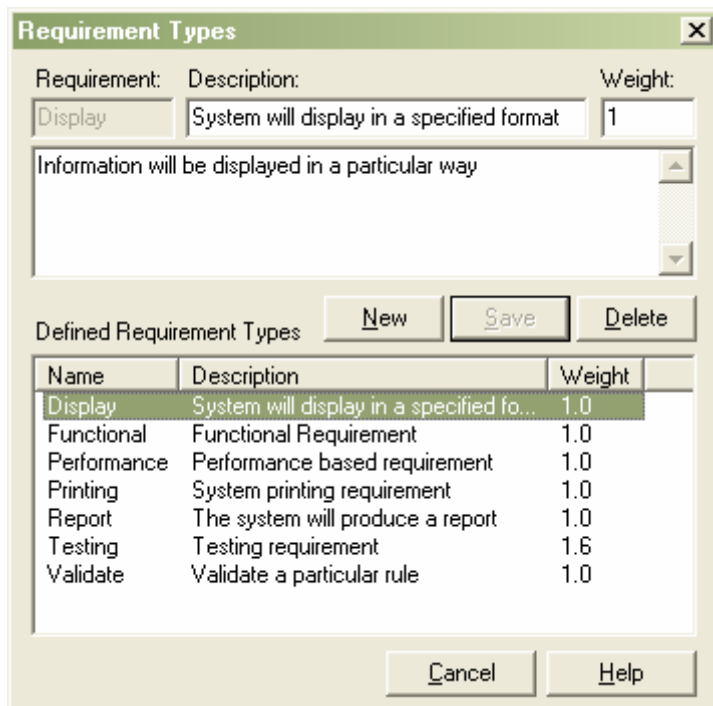 Requirement Types
Requirement: Description: Weight:
Display System will display in a specified format 1
Information will be displayed in a particular way
New Save Delete
Defined Requirement Types
Name Description Weight
Display System will display in a specified fo... 1.0
Functional Functional Requirement 1.0
Performance Performance based requirement 1.0
Printing System printing requirement 1.0
Report The system will produce a report 1.0
Testing Testing requirement 1.6
Validate Validate a particular rule 1.0
Cancel Help